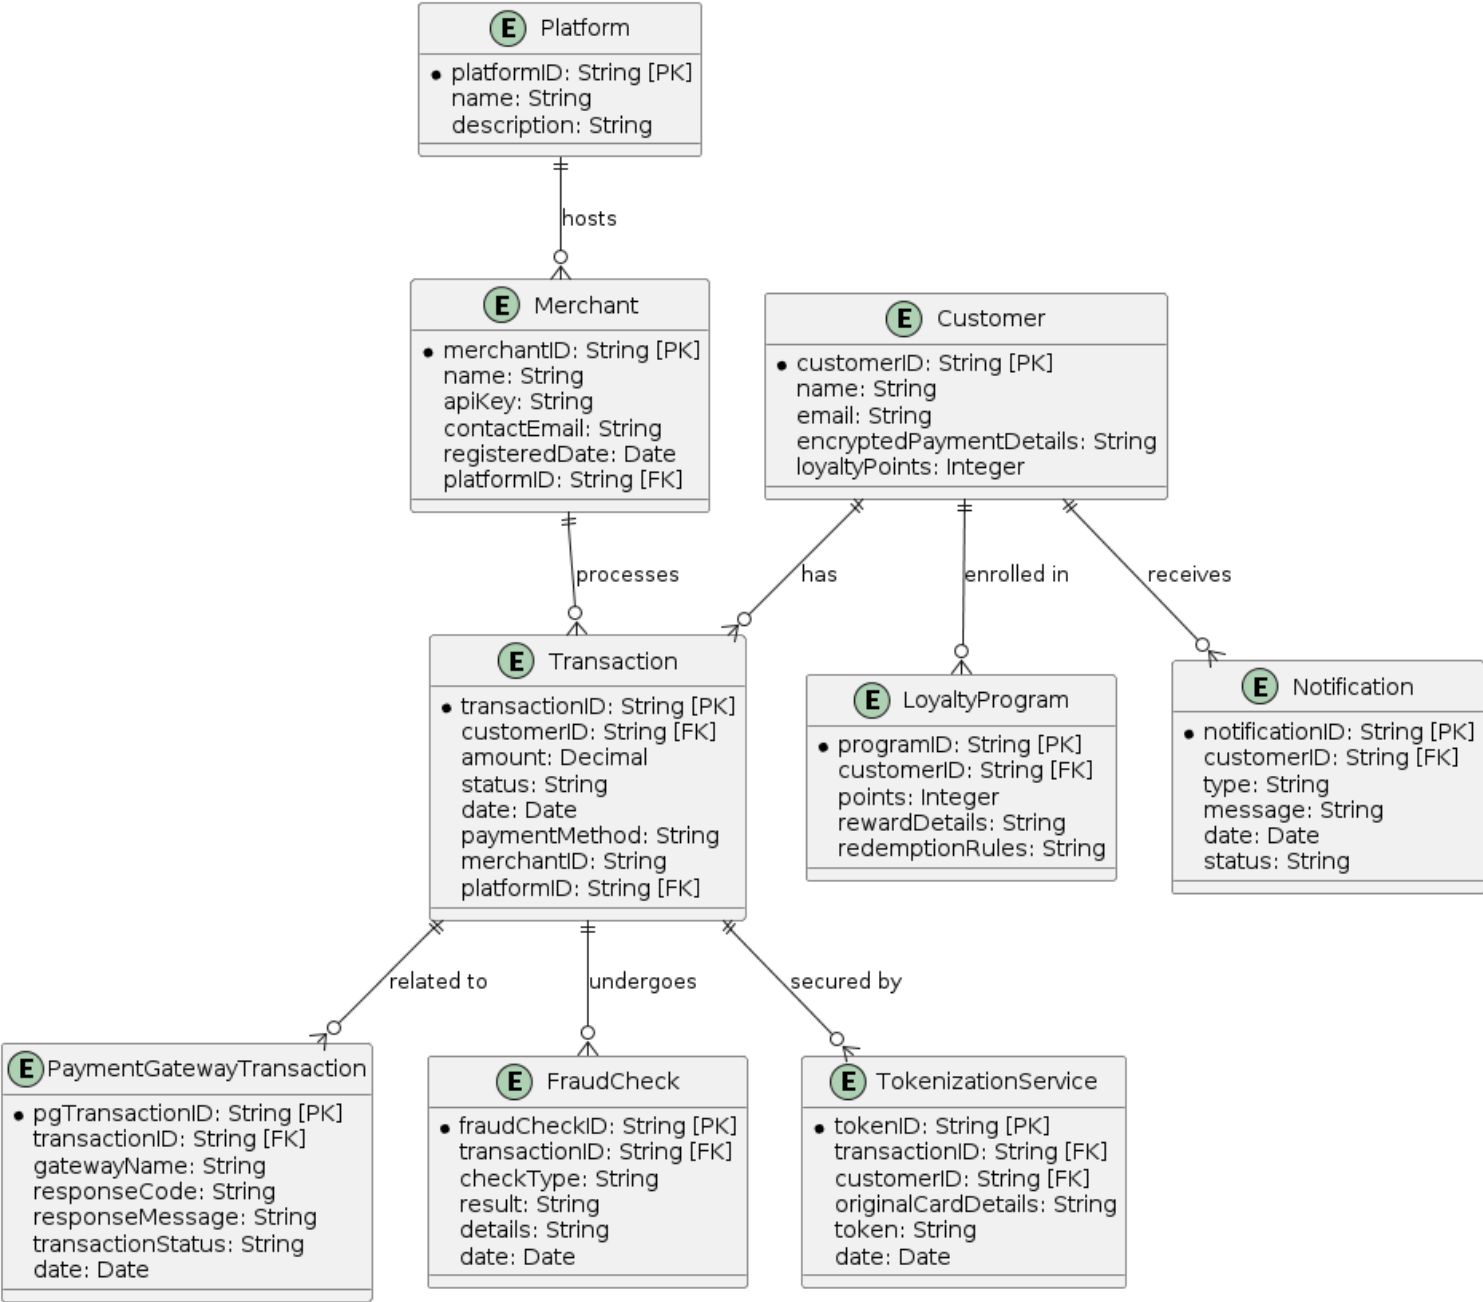 E Platform
platformID: String [PK]
name: String
description: String
hosts
E Merchant
merchantID: String [PK]
name: String
apiKey: String
contactEmail: String
registeredDate: Date
platformID: String [FK]
E Customer
customerID: String [PK]
name: String
email: String
encryptedPaymentDetails: String
loyaltyPoints: Integer
processes
has
enrolled in
receives
E Transaction
transactionID: String [PK]
customerID: String [FK]
amount: Decimal
status: String
date: Date
paymentMethod: String
merchantID: String
platformID: String [FK]
E LoyaltyProgram
programID: String [PK]
customerID: String [FK]
points: Integer
rewardDetails: String
redemptionRules: String
E Notification
notificationID: String [PK]
customerID: String [FK]
type: String
message: String
date: Date
status: String
related to
undergoes
secured by
E PaymentGatewayTransaction
pgTransactionID: String [PK]
transactionID: String [FK]
gatewayName: String
responseCode: String
responseMessage: String
transactionStatus: String
date: Date
E FraudCheck
fraudCheckID: String [PK]
transactionID: String [FK]
checkType: String
result: String
details: String
date: Date
E TokenizationService
tokenID: String [PK]
transactionID: String [FK]
customerID: String [FK]
originalCardDetails: String
token: String
date: Date